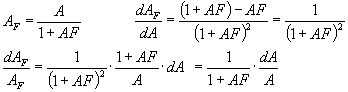 A_F = A / (1 + AF)    dA_F / dA = ((1 + AF) − AF) / (1 + AF)² = 1 / (1 + AF)²
dA_F / A_F = 1 / (1 + AF)² · (1 + AF) / A · dA = 1 / (1 + AF) · dA / A